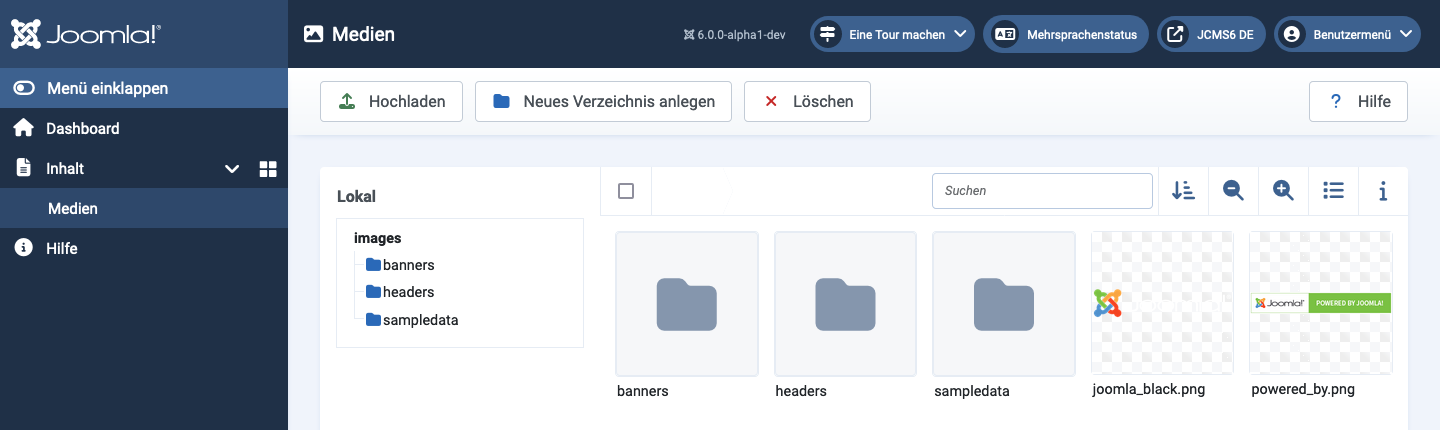 Joomla!®
Medien
6.0.0-alpha1-dev
Eine Tour machen
Mehrsprachenstatus
JCMS6 DE
Benutzermenü
Menü einklappen
Dashboard
Inhalt
Medien
Hilfe
Hochladen
Neues Verzeichnis anlegen
Löschen
? Hilfe
Lokal
images
banners
headers
sampledata
Suchen
banners
headers
sampledata
Joomla!
POWERED BY JOOMLA!
joomla_black.png
powered_by.png